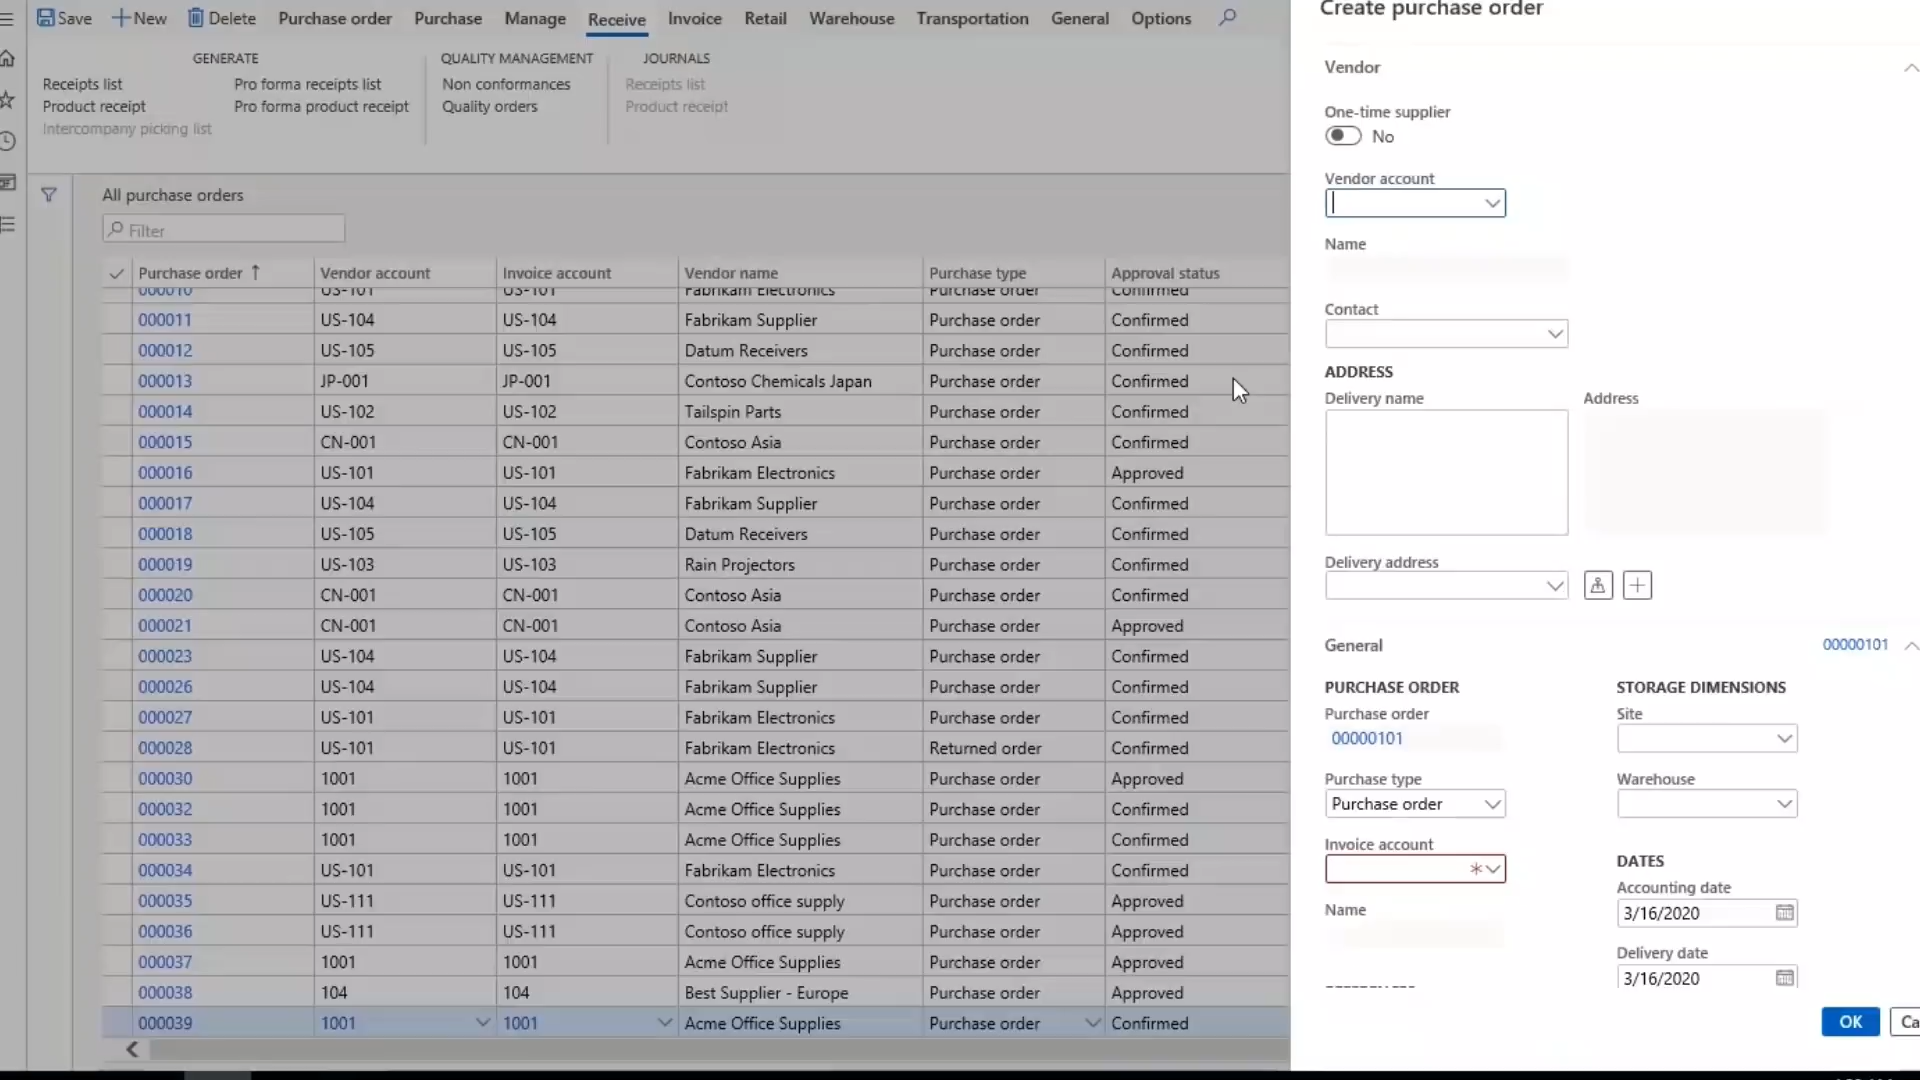 Save New Delete Purchase order Purchase Manage Receive Invoice Retail Warehouse Transportation General Options
GENERATE QUALITY MANAGEMENT JOURNALS
Receipts list Pro forma receipts list Non conformances Receipts list
Product receipt Pro forma product receipt Quality orders Product receipt
Intercompany picking list
All purchase orders
Filter
Purchase order Vendor account Invoice account Vendor name Purchase type Approval status
000010 US-101 US-101 Fabrikam Electronics Purchase order Confirmed
000011 US-104 US-104 Fabrikam Supplier Purchase order Confirmed
000012 US-105 US-105 Datum Receivers Purchase order Confirmed
000013 JP-001 JP-001 Contoso Chemicals Japan Purchase order Confirmed
000014 US-102 US-102 Tailspin Parts Purchase order Confirmed
000015 CN-001 CN-001 Contoso Asia Purchase order Confirmed
000016 US-101 US-101 Fabrikam Electronics Purchase order Approved
000017 US-104 US-104 Fabrikam Supplier Purchase order Confirmed
000018 US-105 US-105 Datum Receivers Purchase order Confirmed
000019 US-103 US-103 Rain Projectors Purchase order Confirmed
000020 CN-001 CN-001 Contoso Asia Purchase order Confirmed
000021 CN-001 CN-001 Contoso Asia Purchase order Approved
000023 US-104 US-104 Fabrikam Supplier Purchase order Confirmed
000026 US-104 US-104 Fabrikam Supplier Purchase order Confirmed
000027 US-101 US-101 Fabrikam Electronics Purchase order Confirmed
000028 US-101 US-101 Fabrikam Electronics Returned order Confirmed
000030 1001 1001 Acme Office Supplies Purchase order Approved
000032 1001 1001 Acme Office Supplies Purchase order Confirmed
000033 1001 1001 Acme Office Supplies Purchase order Confirmed
000034 US-101 US-101 Fabrikam Electronics Purchase order Confirmed
000035 US-111 US-111 Contoso office supply Purchase order Approved
000036 US-111 US-111 Contoso office supply Purchase order Approved
000037 1001 1001 Acme Office Supplies Purchase order Approved
000038 104 104 Best Supplier - Europe Purchase order Approved
000039 1001 1001 Acme Office Supplies Purchase order Confirmed
Create purchase order
Vendor
One-time supplier
No
Vendor account
Name
Contact
ADDRESS
Delivery name Address
Delivery address
General 00000101
PURCHASE ORDER STORAGE DIMENSIONS
Purchase order Site
00000101
Purchase type Warehouse
Purchase order
Invoice account DATES
* Accounting date
Name 3/16/2020
Delivery date
3/16/2020
OK Ca